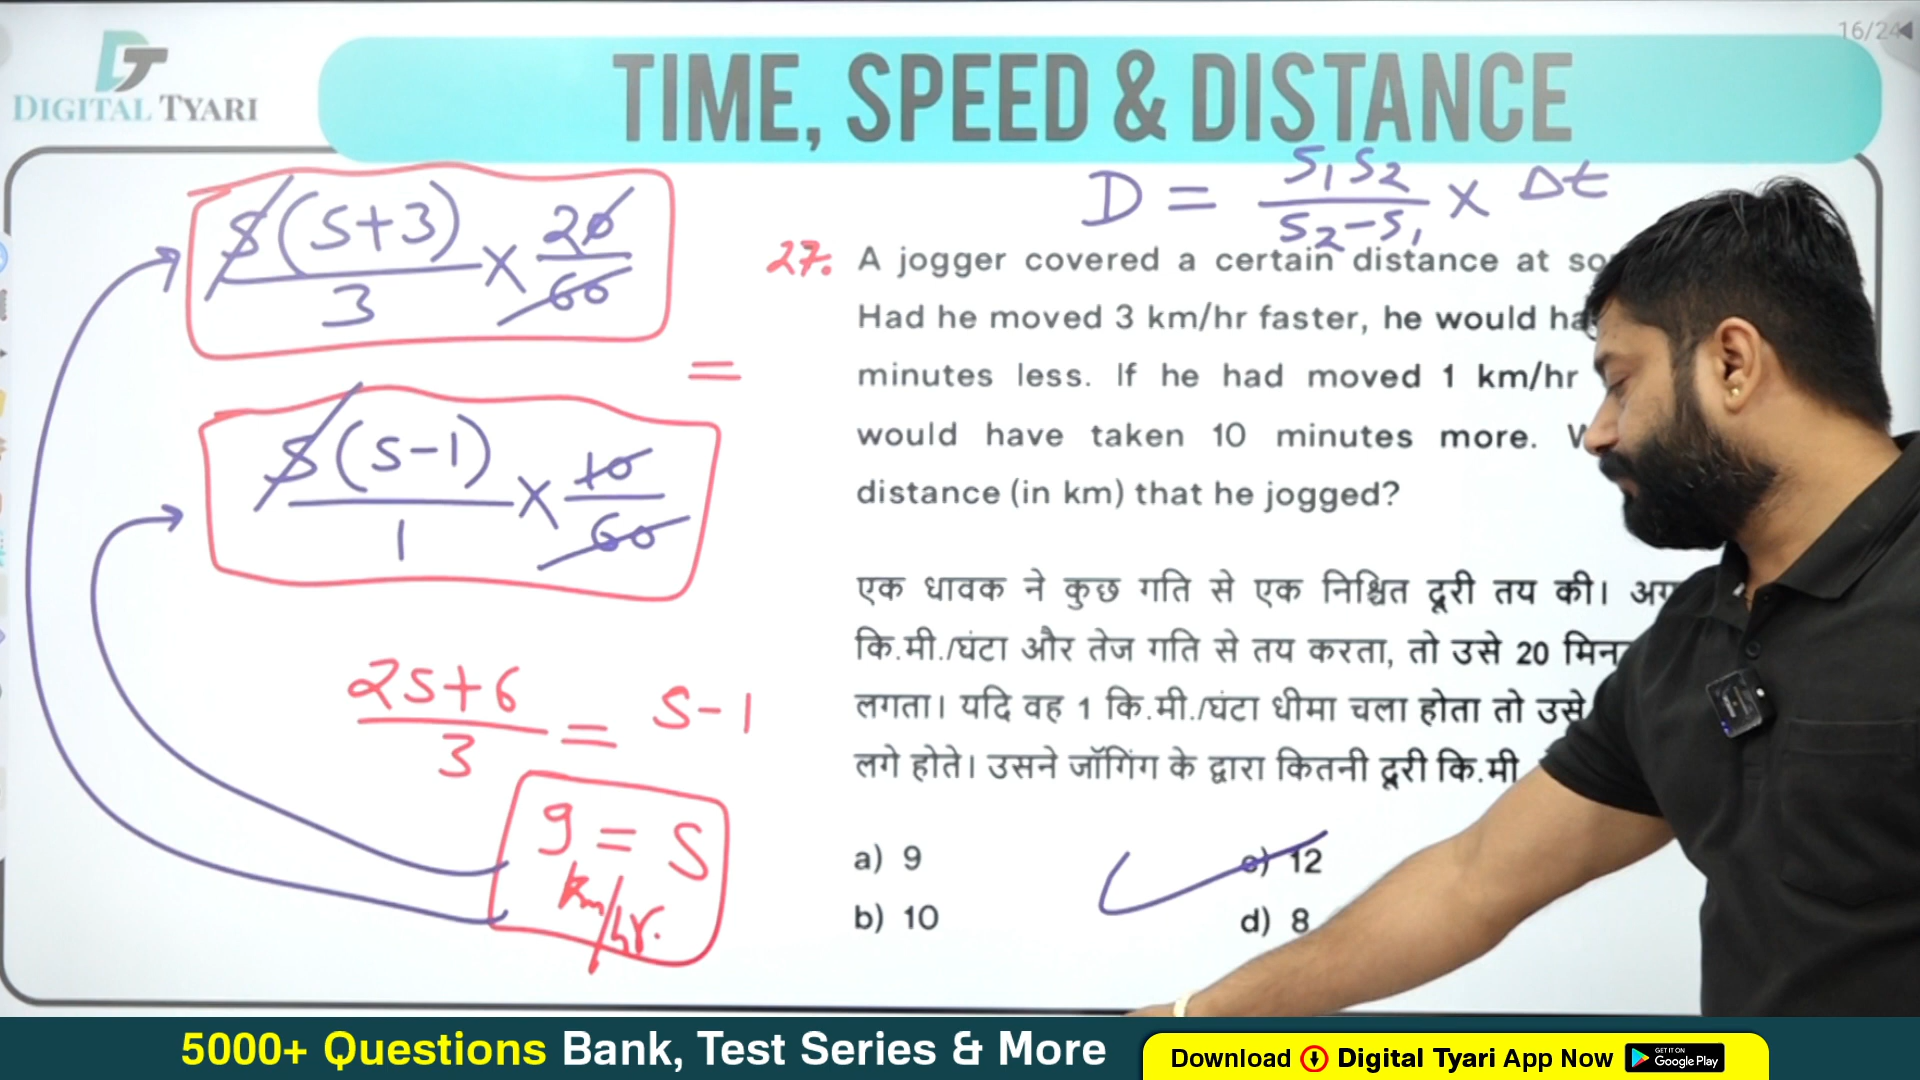 16/24
DT
DIGITAL TYARI
TIME, SPEED & DISTANCE
D = S₁S₂/S₂-S₁ × Δt
S(S+3)/3 × 20/60
=
S(S-1)/1 × 10/60
2S+6/3 = S-1
9 = S
km/hr.
27. A jogger covered a certain distance at
Had he moved 3 km/hr faster, he would
minutes less. If he had moved 1 km/hr
would have taken 10 minutes more.
distance (in km) that he jogged?
एक धावक ने कुछ गति से एक निश्चित दूरी तय की।
कि.मी./घंटा और तेज गति से तय करता, तो उसे 20
लगता। यदि वह 1 कि.मी./घंटा धीमा चला होता तो उसे
लगे होते। उसने जॉगिंग के द्वारा कितनी दूरी कि.मी
a) 9
c) 12
b) 10
d) 8
5000+ Questions Bank, Test Series & More
Download Digital Tyari App Now
GET IT ON
Google Play